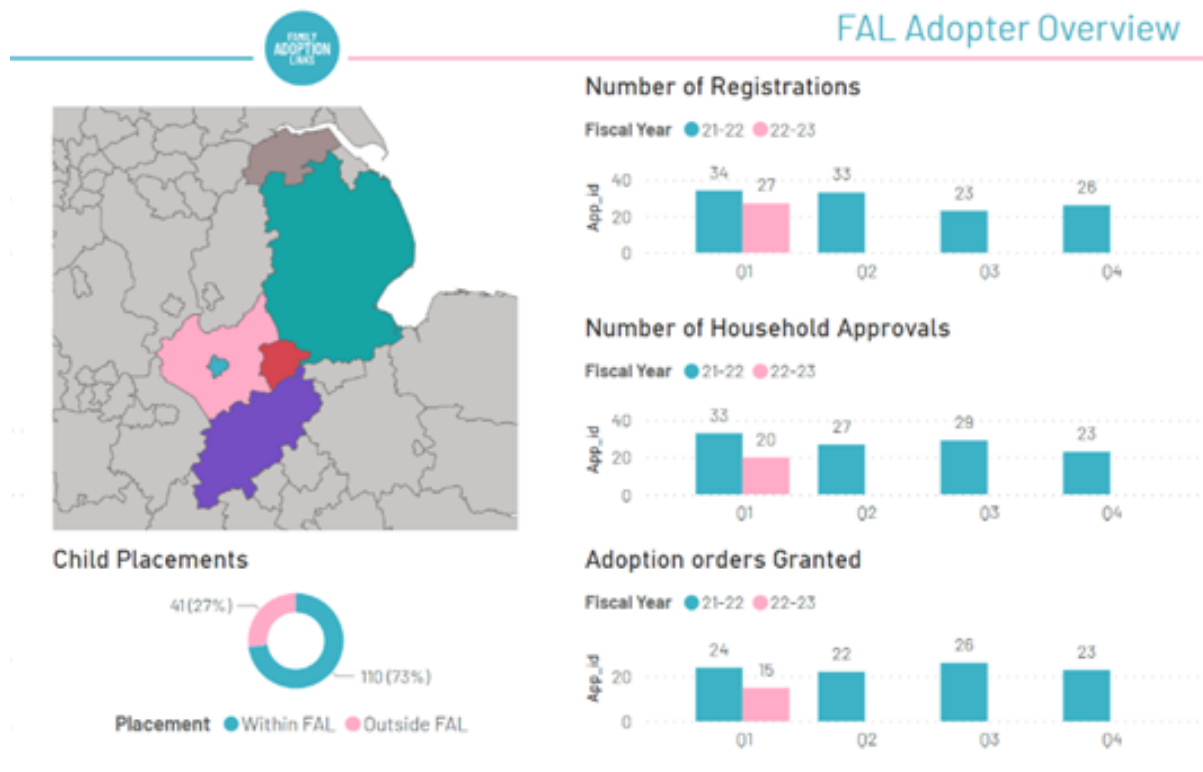 FAMILY
ADOPTION
LINKS
FAL Adopter Overview
Number of Registrations
Fiscal Year 21-22 22-23
App_id
40
20
0
34
27
33
23
26
Q1 Q2 Q3 Q4
Number of Household Approvals
Fiscal Year 21-22 22-23
App_id
40
20
0
33
20
27
29
23
Q1 Q2 Q3 Q4
Child Placements
41 (27%)
110 (73%)
Placement Within FAL Outside FAL
Adoption orders Granted
Fiscal Year 21-22 22-23
App_id
20
0
24
15
22
26
23
Q1 Q2 Q3 Q4